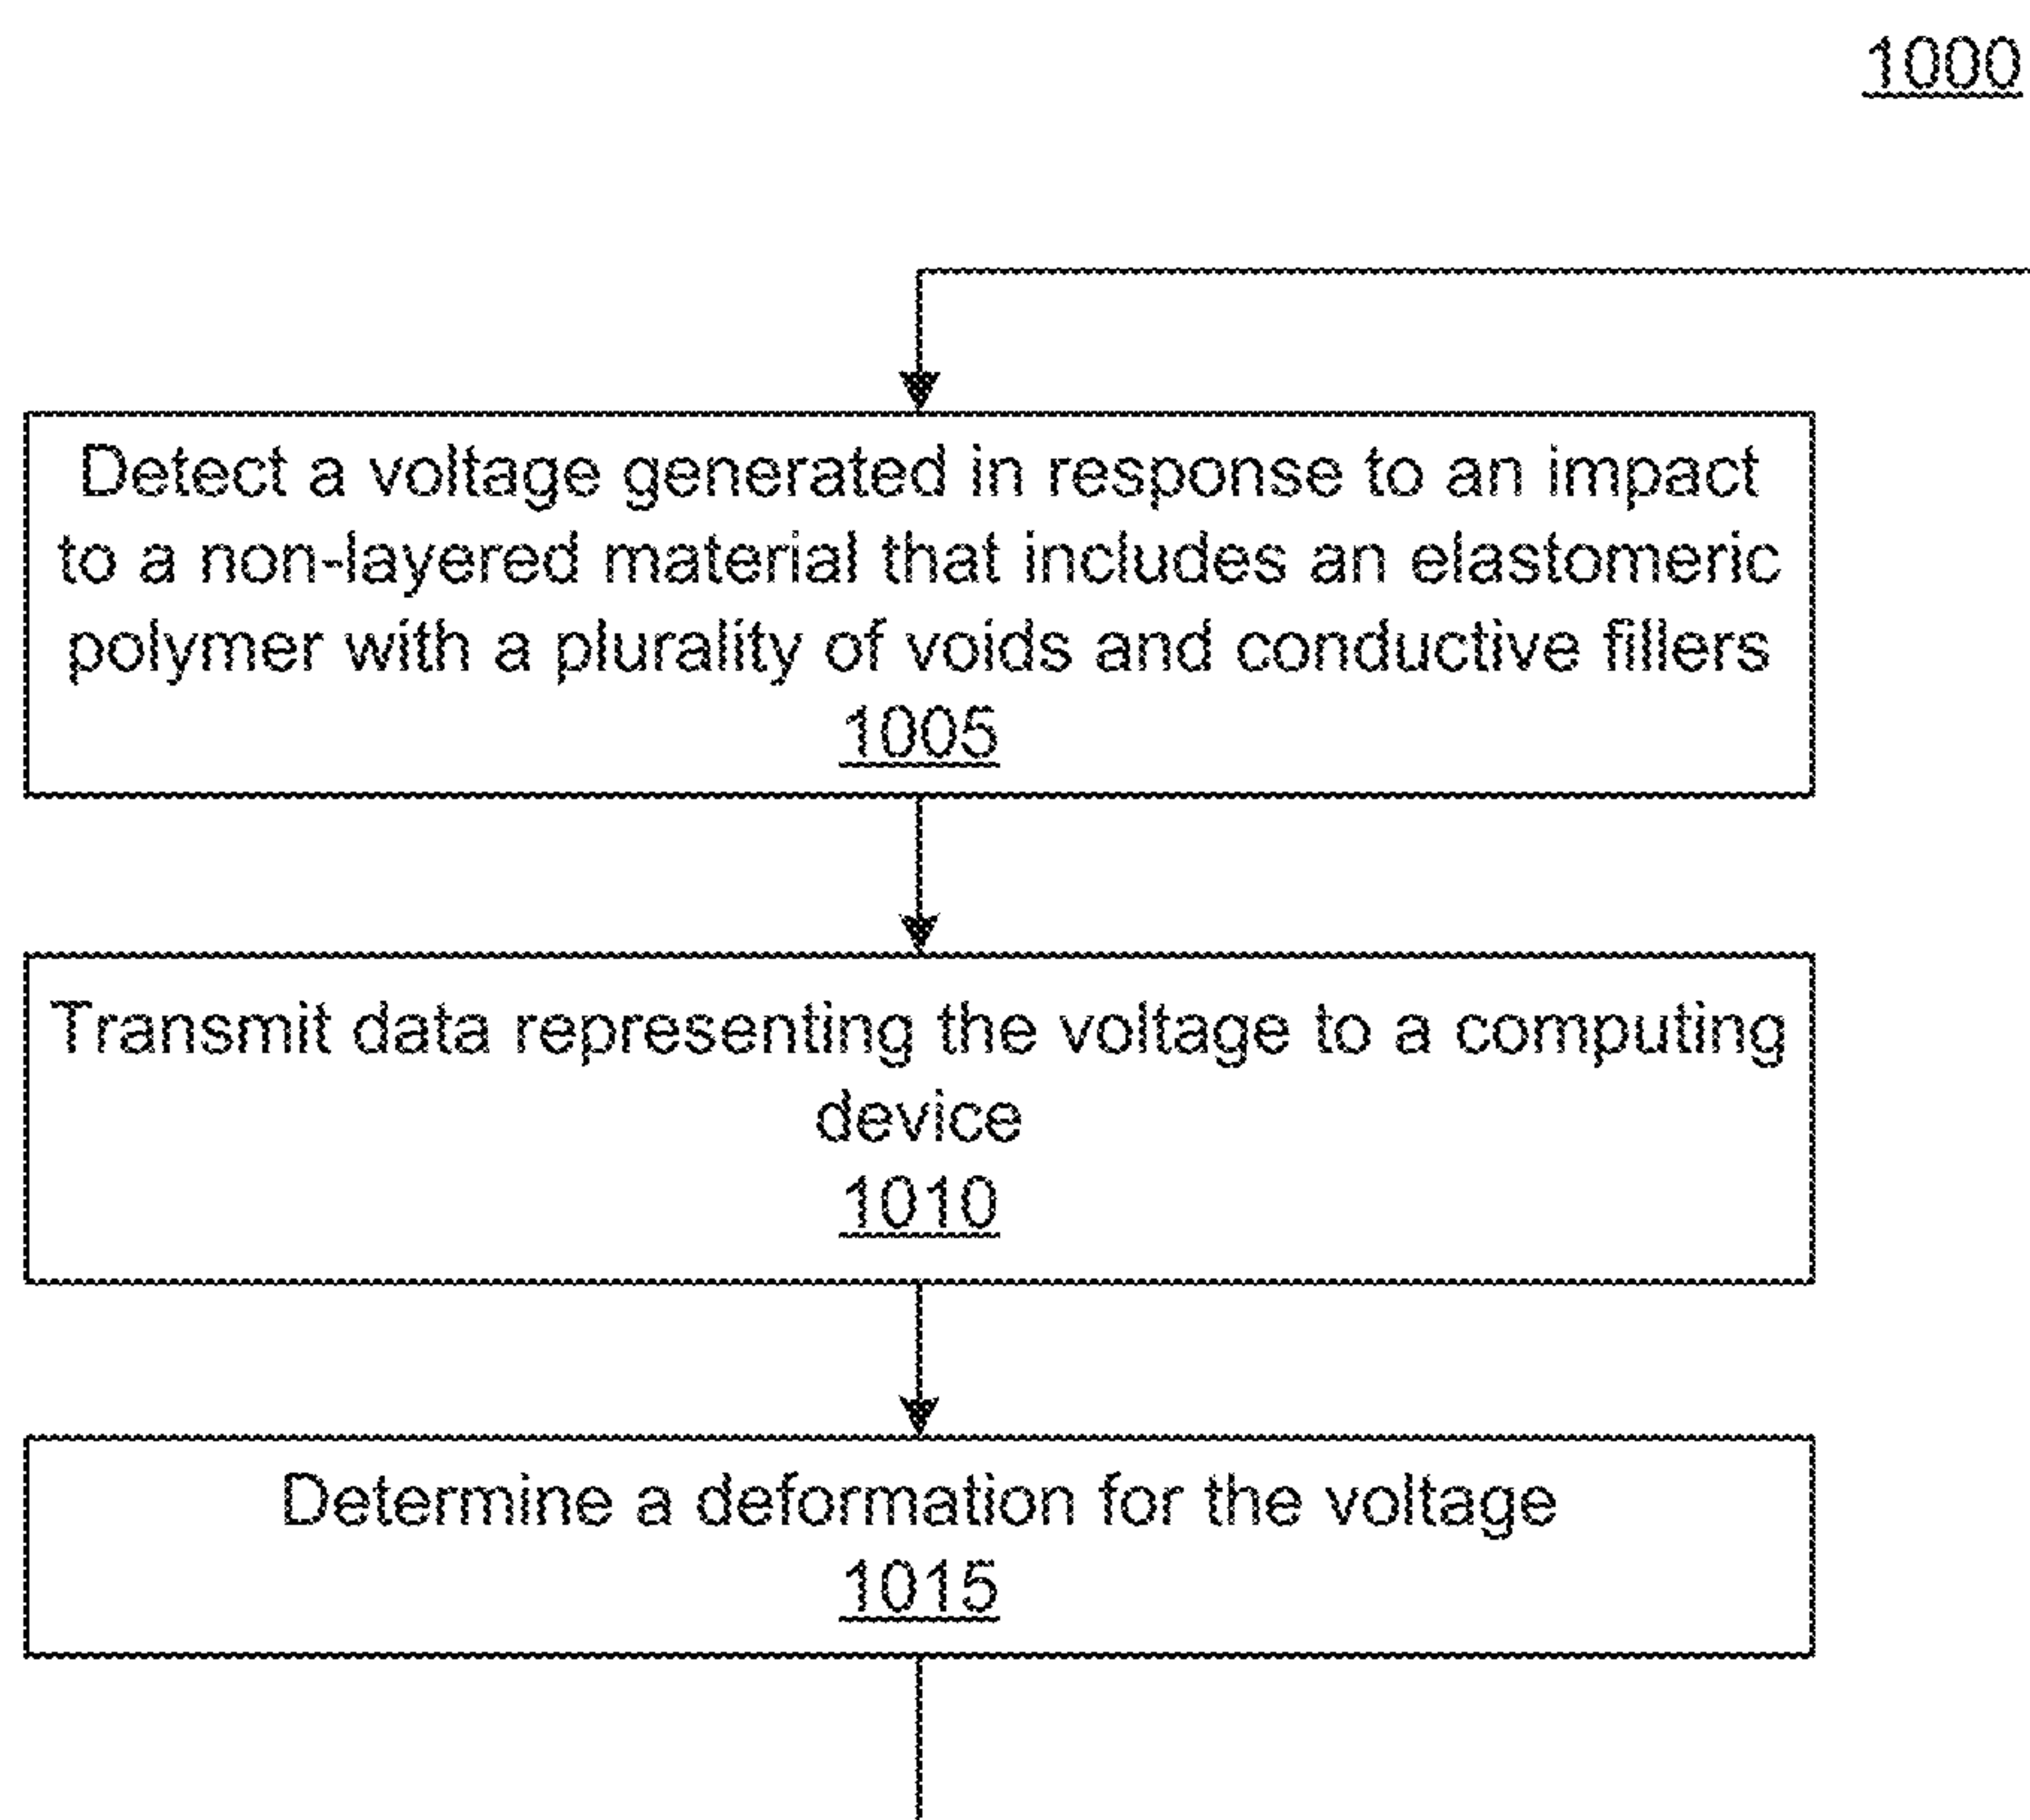 1000
Detect a voltage generated in response to an impact
to a non-layered material that includes an elastomeric
polymer with a plurality of voids and conductive fillers
1005
Transmit data representing the voltage to a computing
device
1010
Determine a deformation for the voltage
1015